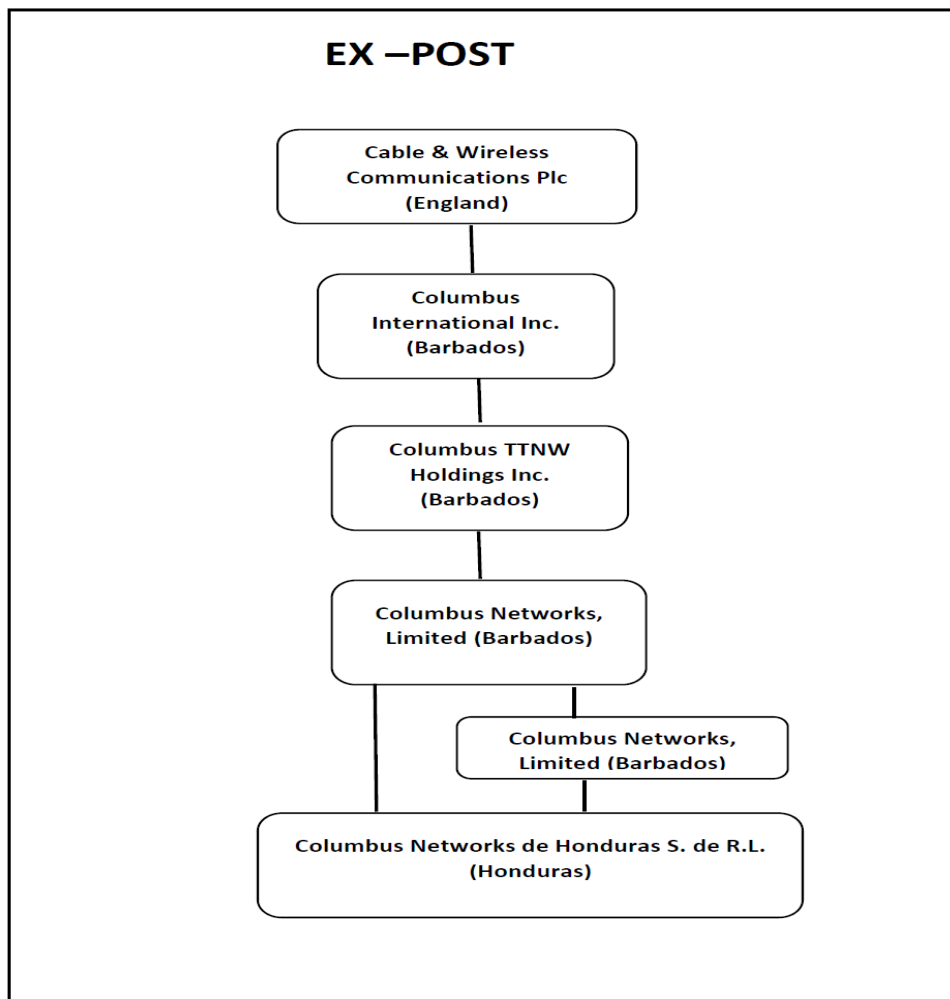 EX –POST
Cable & Wireless
Communications Plc
(England)
Columbus
International Inc.
(Barbados)
Columbus TTNW
Holdings Inc.
(Barbados)
Columbus Networks,
Limited (Barbados)
Columbus Networks,
Limited (Barbados)
Columbus Networks de Honduras S. de R.L.
(Honduras)